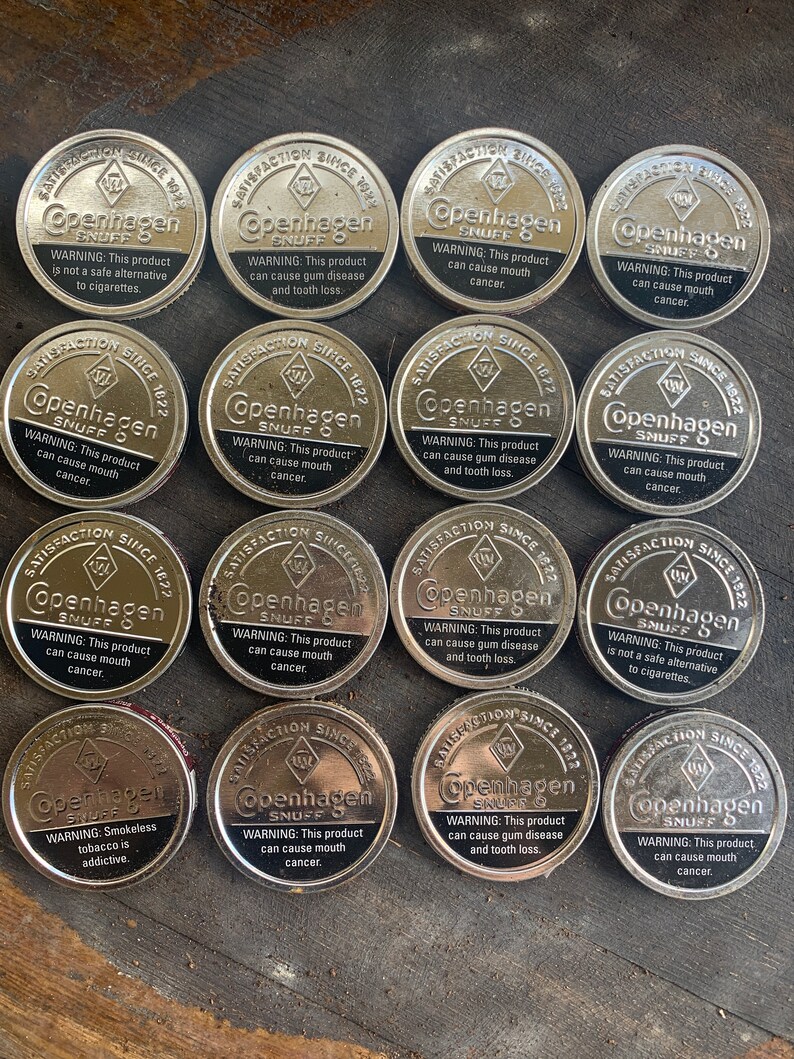 SATISFACTION SINCE 1822
Copenhagen
SNUFF
WARNING: This product
is not a safe alternative
to cigarettes.
SATISFACTION SINCE 1822
Copenhagen
SNUFF
WARNING: This product
can cause gum disease
and tooth loss.
SATISFACTION SINCE 1822
Copenhagen
SNUFF
WARNING: This product
can cause mouth
cancer.
SATISFACTION SINCE 1822
Copenhagen
SNUFF
WARNING: This product
can cause mouth
cancer.
SATISFACTION SINCE 1822
Copenhagen
SNUFF
WARNING: This product
can cause mouth
cancer.
SATISFACTION SINCE 1822
Copenhagen
SNUFF
WARNING: This product
can cause mouth
cancer.
SATISFACTION SINCE 1822
Copenhagen
SNUFF
WARNING: This product
can cause gum disease
and tooth loss.
SATISFACTION SINCE 1822
Copenhagen
SNUFF
WARNING: This product
can cause mouth
cancer.
SATISFACTION SINCE 1822
Copenhagen
SNUFF
WARNING: This product
can cause mouth
cancer.
SATISFACTION SINCE 1822
Copenhagen
SNUFF
WARNING: This product
can cause mouth
cancer.
SATISFACTION SINCE 1822
Copenhagen
SNUFF
WARNING: This product
can cause gum disease
and tooth loss.
SATISFACTION SINCE 1822
Copenhagen
SNUFF
WARNING: This product
is not a safe alternative
to cigarettes.
SATISFACTION SINCE 1822
Copenhagen
SNUFF
WARNING: Smokeless
tobacco is
addictive.
Copenhagen
SATISFACTION SINCE 1822
Copenhagen
SNUFF
WARNING: This product
can cause mouth
cancer.
SATISFACTION SINCE 1822
Copenhagen
SNUFF
WARNING: This product
can cause gum disease
and tooth loss.
SATISFACTION SINCE 1822
Copenhagen
SNUFF
WARNING: This product
can cause mouth
cancer.